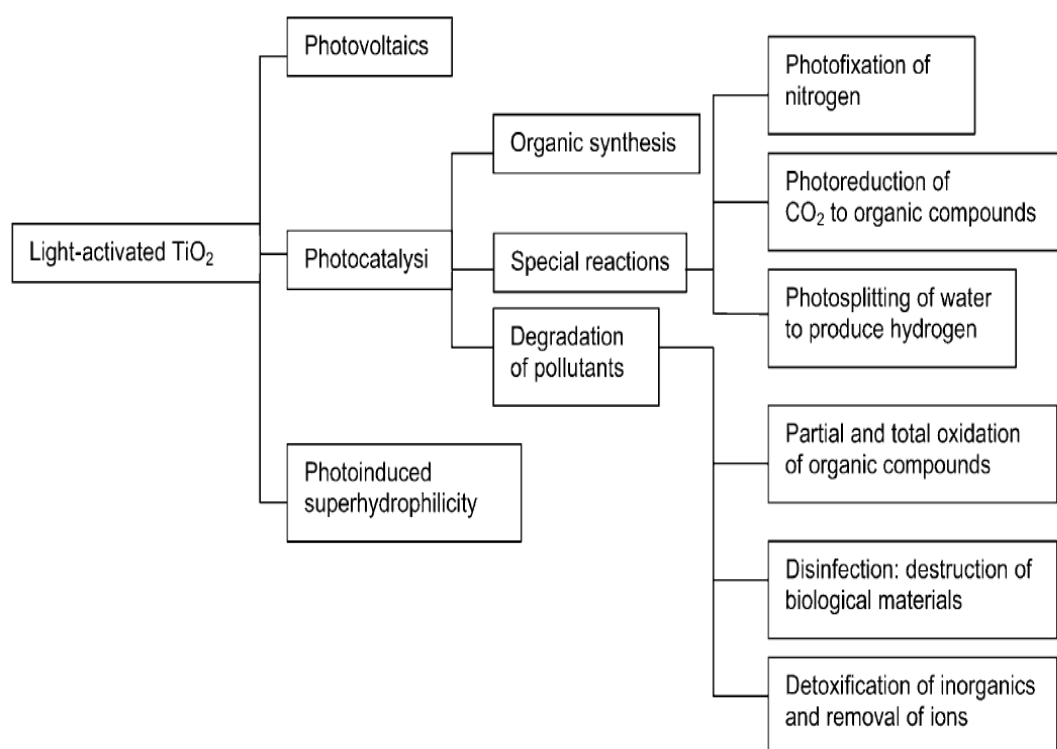 Photovoltaics
Photofixation of
nitrogen
Organic synthesis
Photoreduction of
CO₂ to organic compounds
Light-activated TiO₂
Photocatalysi
Special reactions
Photosplitting of water
to produce hydrogen
Degradation
of pollutants
Partial and total oxidation
of organic compounds
Photoinduced
superhydrophilicity
Disinfection: destruction of
biological materials
Detoxification of inorganics
and removal of ions